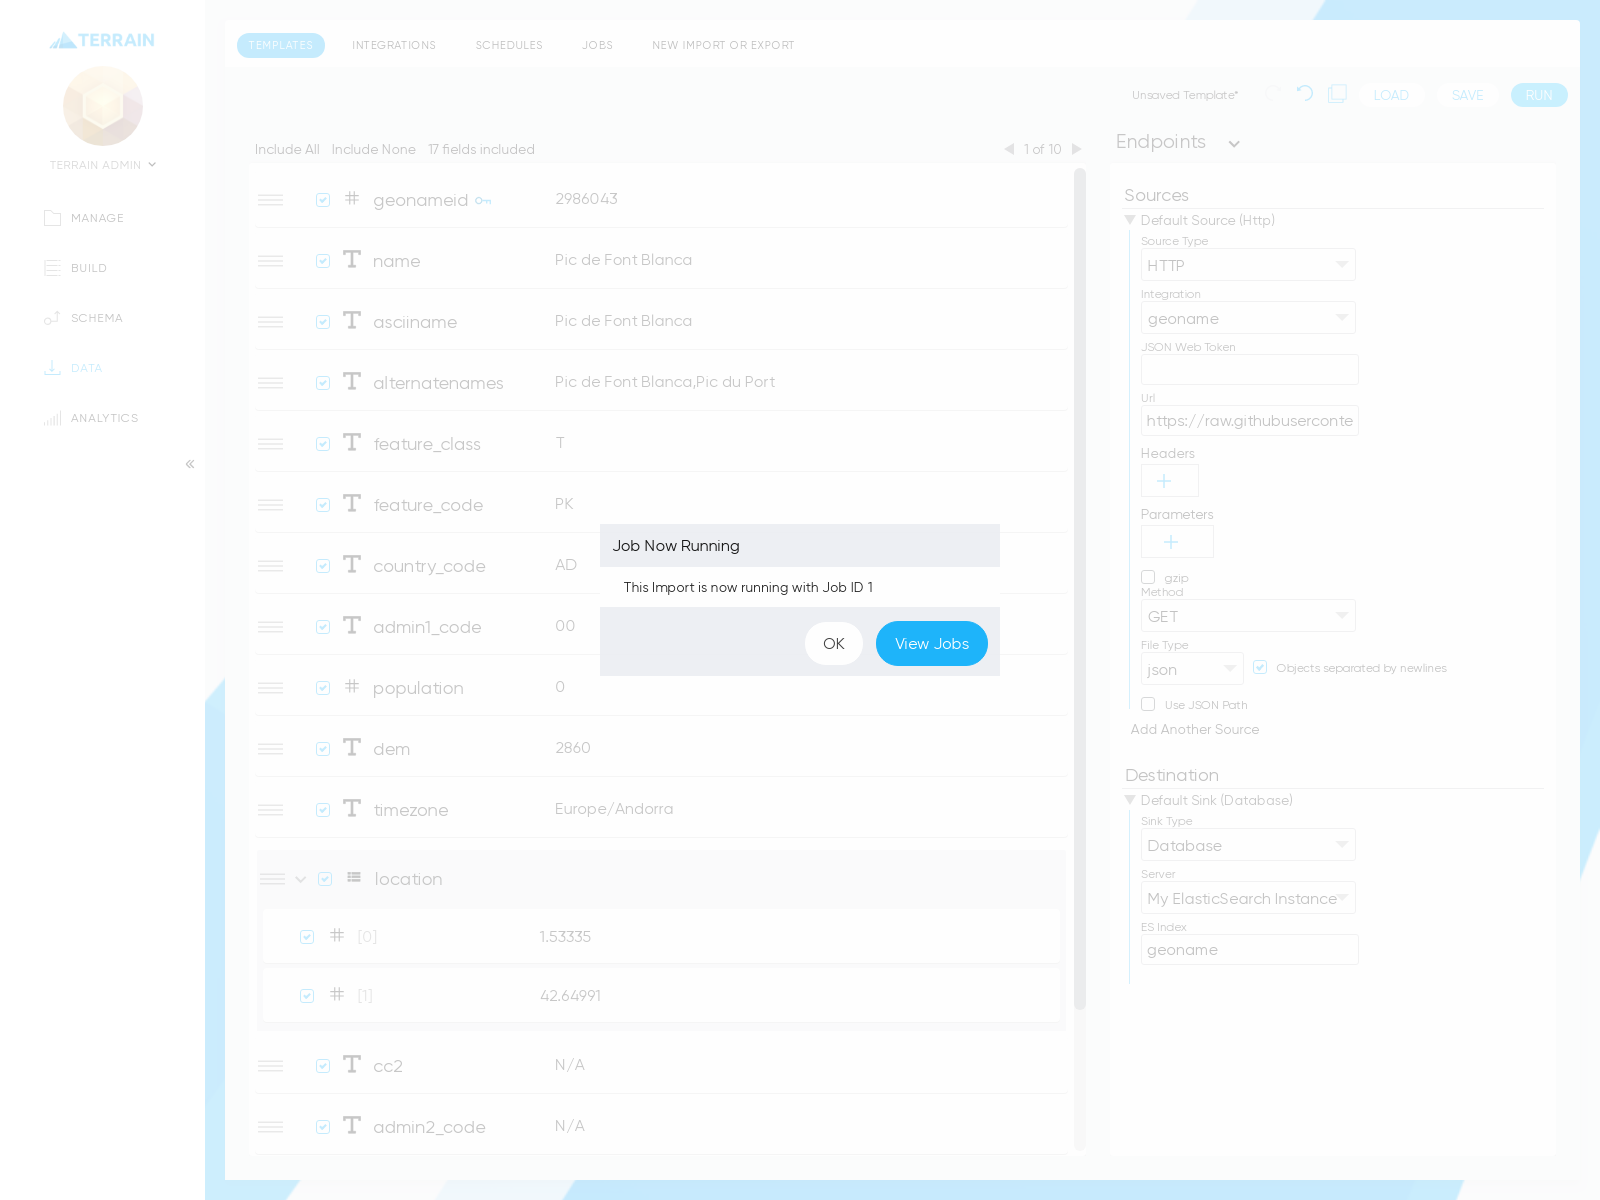 TERRAIN
TEMPLATES INTEGRATIONS SCHEDULES JOBS NEW IMPORT OR EXPORT
TERRAIN ADMIN
MANAGE
BUILD
SCHEMA
DATA
ANALYTICS
Unsaved Template* LOAD SAVE RUN
Include All Include None 17 fields included 1 of 10
geonameid 2986043
name Pic de Font Blanca
asciiname Pic de Font Blanca
alternatenames Pic de Font Blanca,Pic du Port
feature_class T
feature_code PK
country_code AD
admin1_code 00
population 0
dem 2860
timezone Europe/Andorra
location
[0] 1.53335
[1] 42.64991
cc2 N/A
admin2_code N/A
Job Now Running
This Import is now running with Job ID 1
OK View Jobs
Endpoints
Sources
Default Source (Http)
Source Type
HTTP
Integration
geoname
JSON Web Token
Url
https://raw.githubuserconte
Headers
Parameters
gzip
Method
GET
File Type
json Objects separated by newlines
Use JSON Path
Add Another Source
Destination
Default Sink (Database)
Sink Type
Database
Server
My ElasticSearch Instance
ES Index
geoname